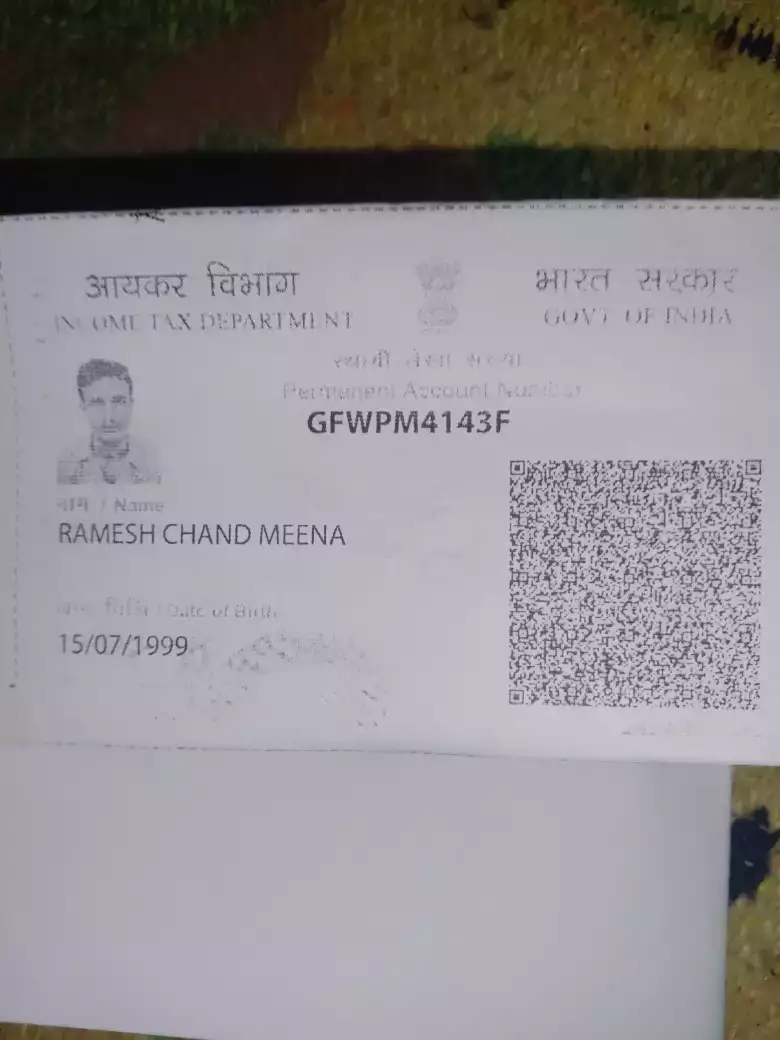 आयकर विभाग
INCOME TAX DEPARTMENT
भारत सरकार
GOVT OF INDIA
स्थायी लेखा संख्या
Permanent Account Number
GFWPM4143F
नाम / Name
RAMESH CHAND MEENA
Date of Birth
15/07/1999